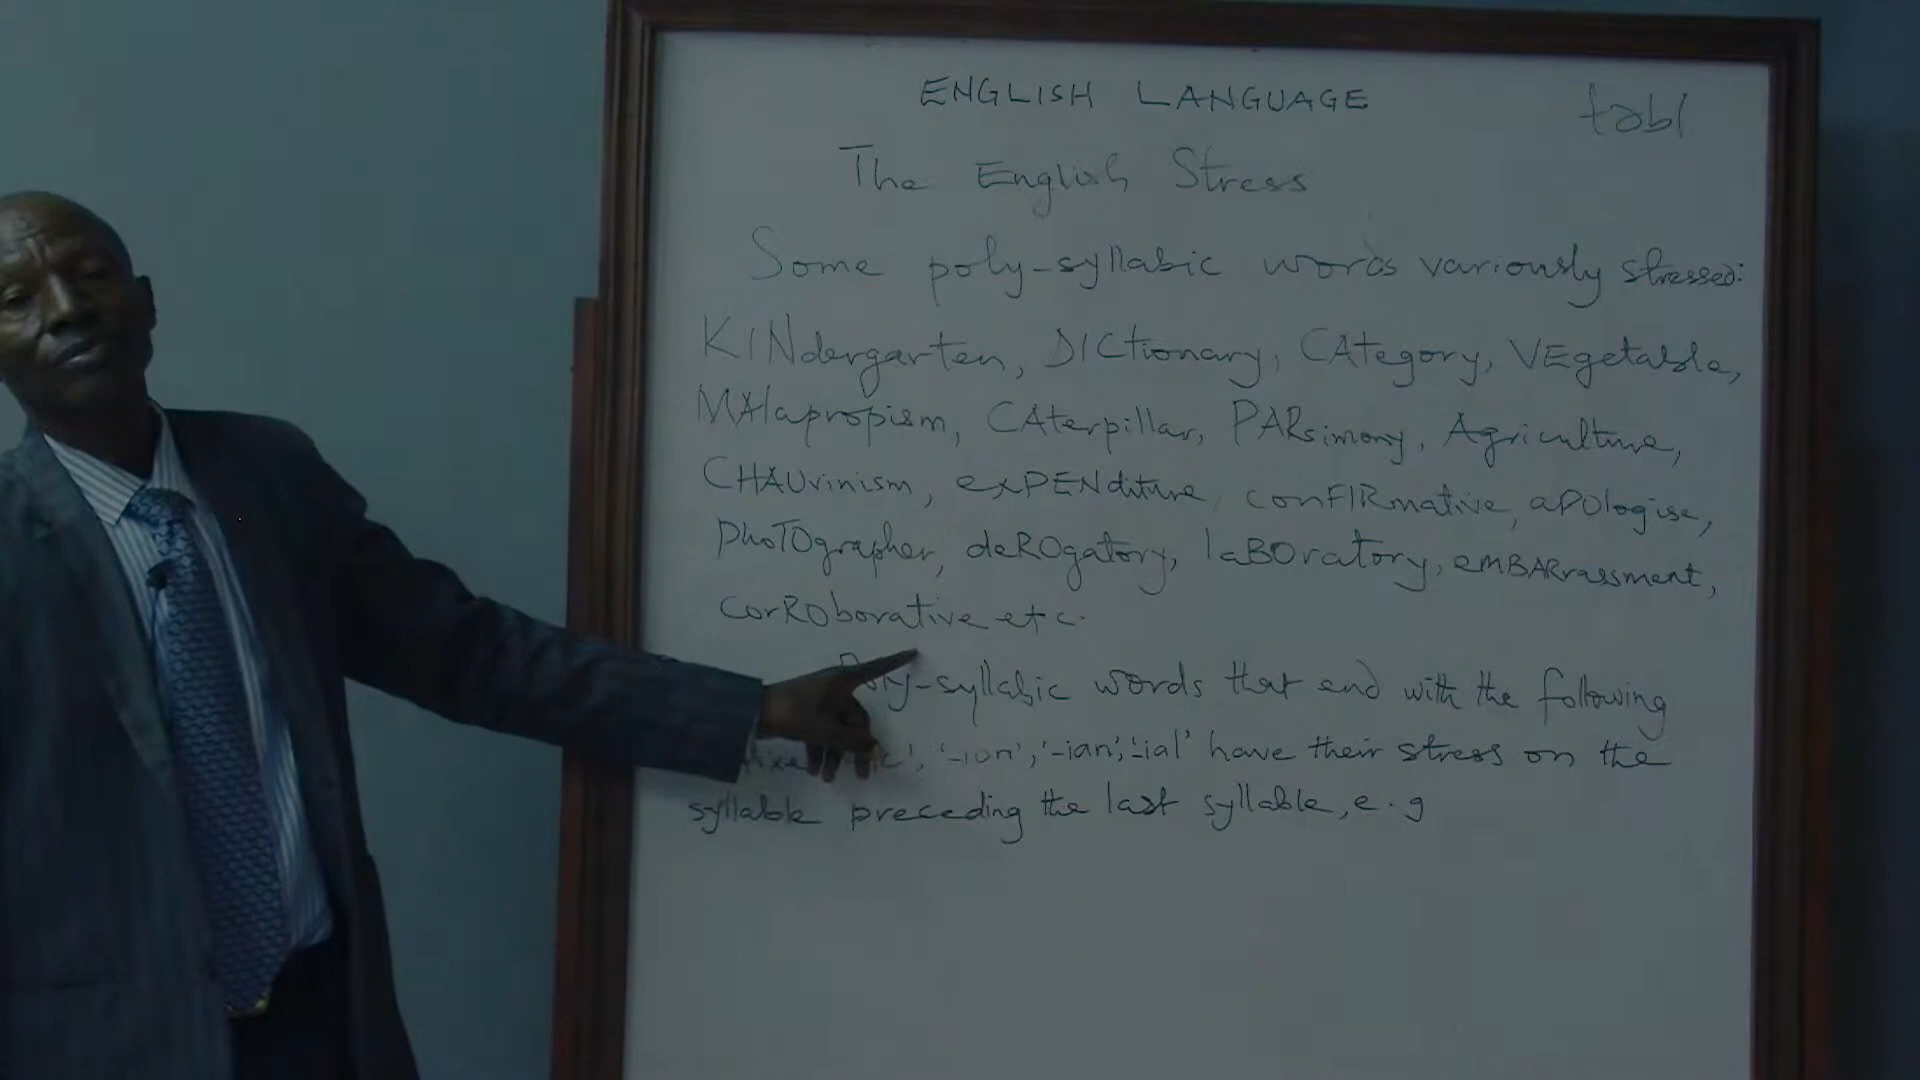 ENGLISH LANGUAGE
təbl
The English Stress
Some poly-syllabic words variously stressed:
KINdergarten, DICtionary, CAtegory, VEgetable,
MAlapropism, CAterpillar, PARsimony, Agriculture,
CHAUvinism, exPENditure, conFIRmative, aPOlogise,
PhoTOgrapher, deROgatory, laBOratory, emBARrassment,
corROborative etc.
Poly-syllabic words that end with the following
'-ion', '-ian', '-ial' have their stress on the
syllable preceding the last syllable, e.g